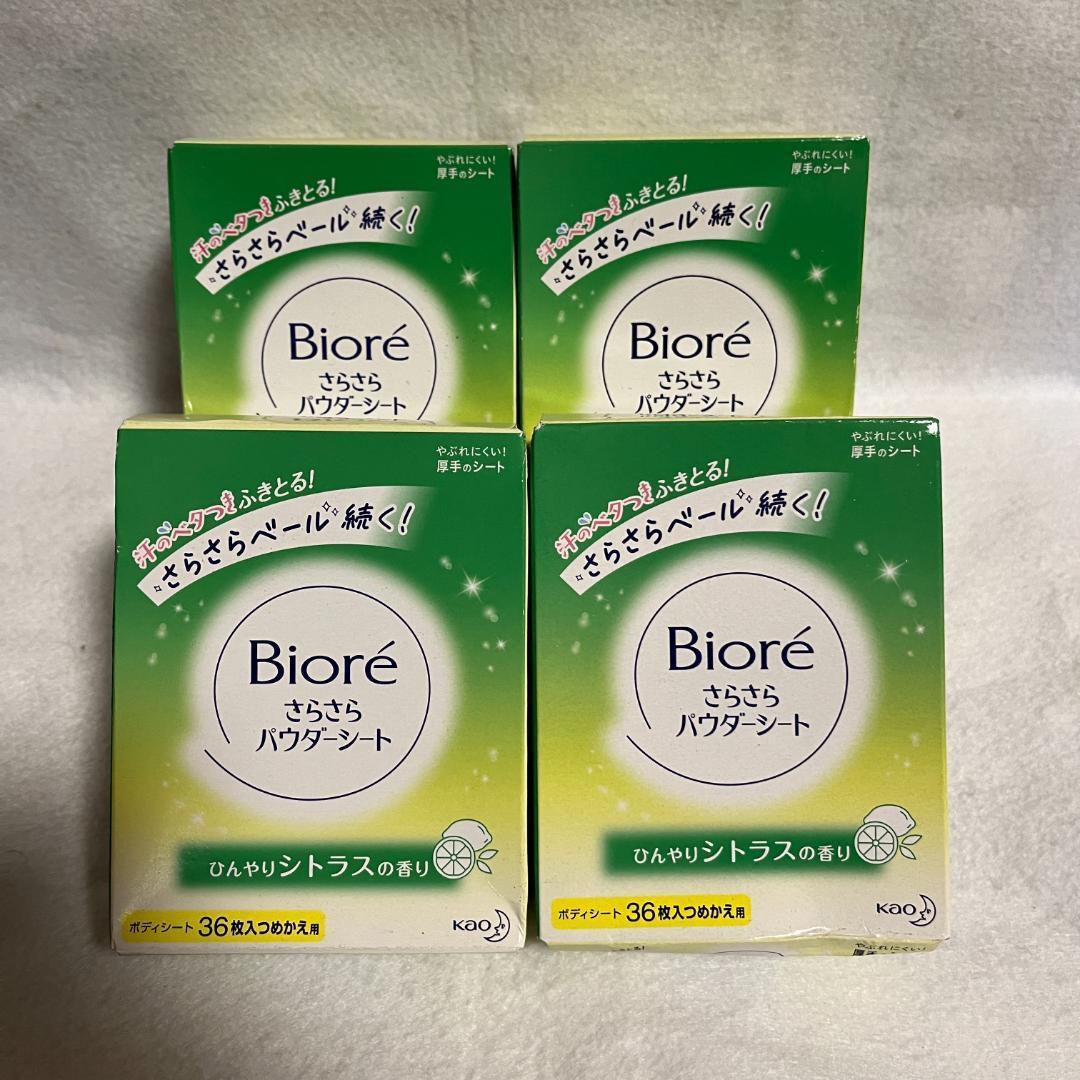 やぶれにくい!
厚手のシート
汗のベタつきふきとる!
さらさらベール続く!
Bioré
さらさら
パウダーシート
やぶれにくい!
厚手のシート
汗のベタつきふきとる!
さらさらベール続く!
Bioré
さらさら
パウダーシート
やぶれにくい!
厚手のシート
汗のベタつきふきとる!
さらさらベール続く!
Bioré
さらさら
パウダーシート
ひんやりシトラスの香り
ボディシート 36枚入つめかえ用
Kao
やぶれにくい!
厚手のシート
汗のベタつきふきとる!
さらさらベール続く!
Bioré
さらさら
パウダーシート
ひんやりシトラスの香り
ボディシート 36枚入つめかえ用
Kao
やぶれにくい!